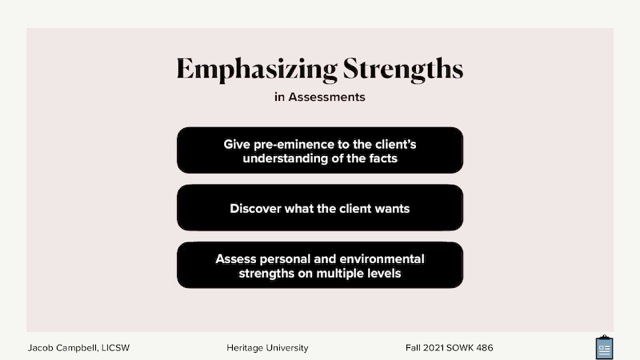 Emphasizing Strengths
in Assessments
Give pre-eminence to the client's
understanding of the facts
Discover what the client wants
Assess personal and environmental
strengths on multiple levels
Jacob Campbell, LICSW
Heritage University
Fall 2021 SOWK 486